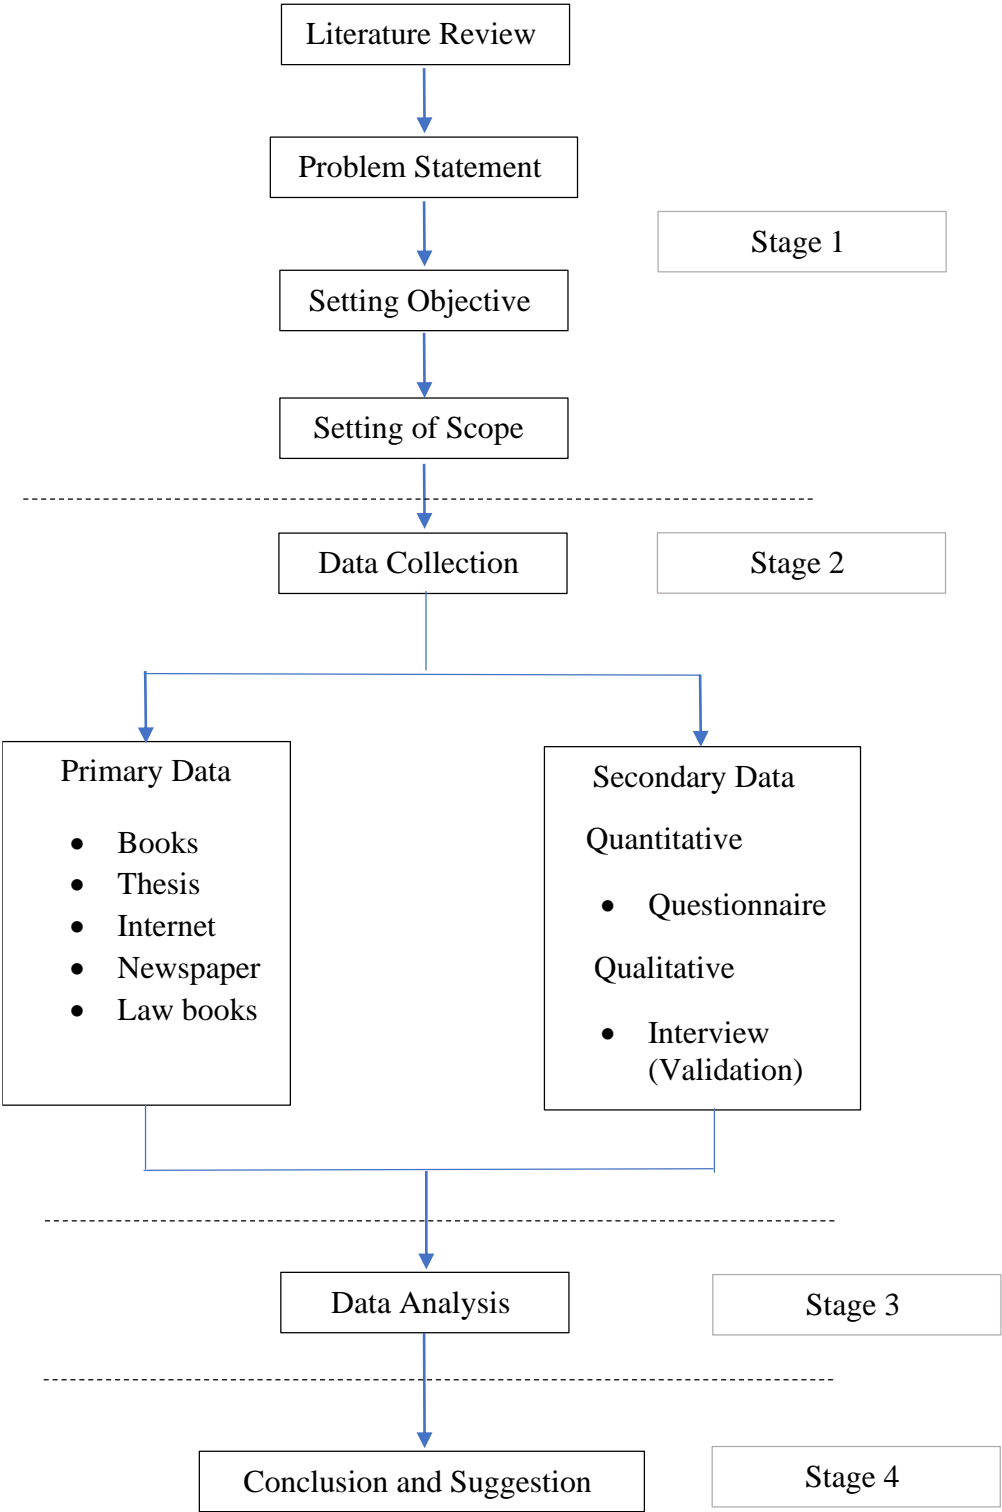 Literature Review
Problem Statement
Stage 1
Setting Objective
Setting of Scope
Data Collection
Stage 2
Primary Data
• Books
• Thesis
• Internet
• Newspaper
• Law books
Secondary Data
Quantitative
• Questionnaire
Qualitative
• Interview
(Validation)
Data Analysis
Stage 3
Conclusion and Suggestion
Stage 4